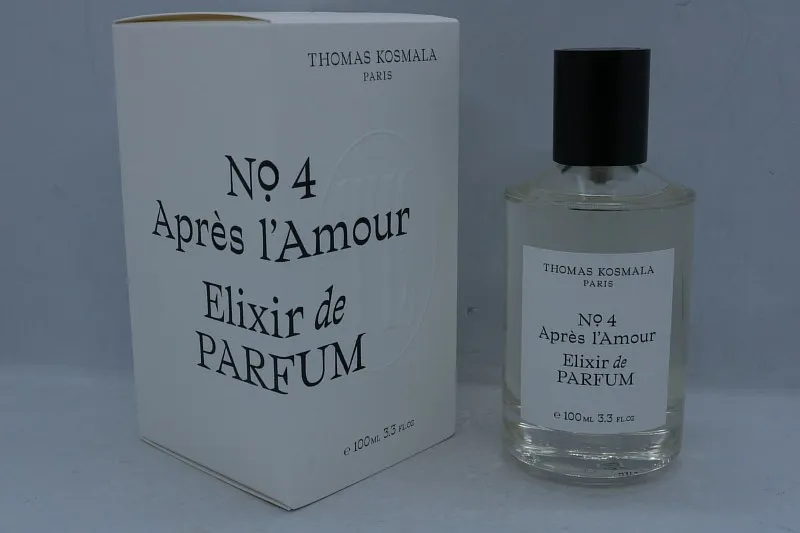 THOMAS KOSMALA
PARIS
Nº 4
Après l'Amour
Elixir de
PARFUM
℮ 100ML 3.3 FL.OZ
THOMAS KOSMALA
PARIS
Nº 4
Après l'Amour
Elixir de
PARFUM
℮ 100ML 3.3 FL.OZ